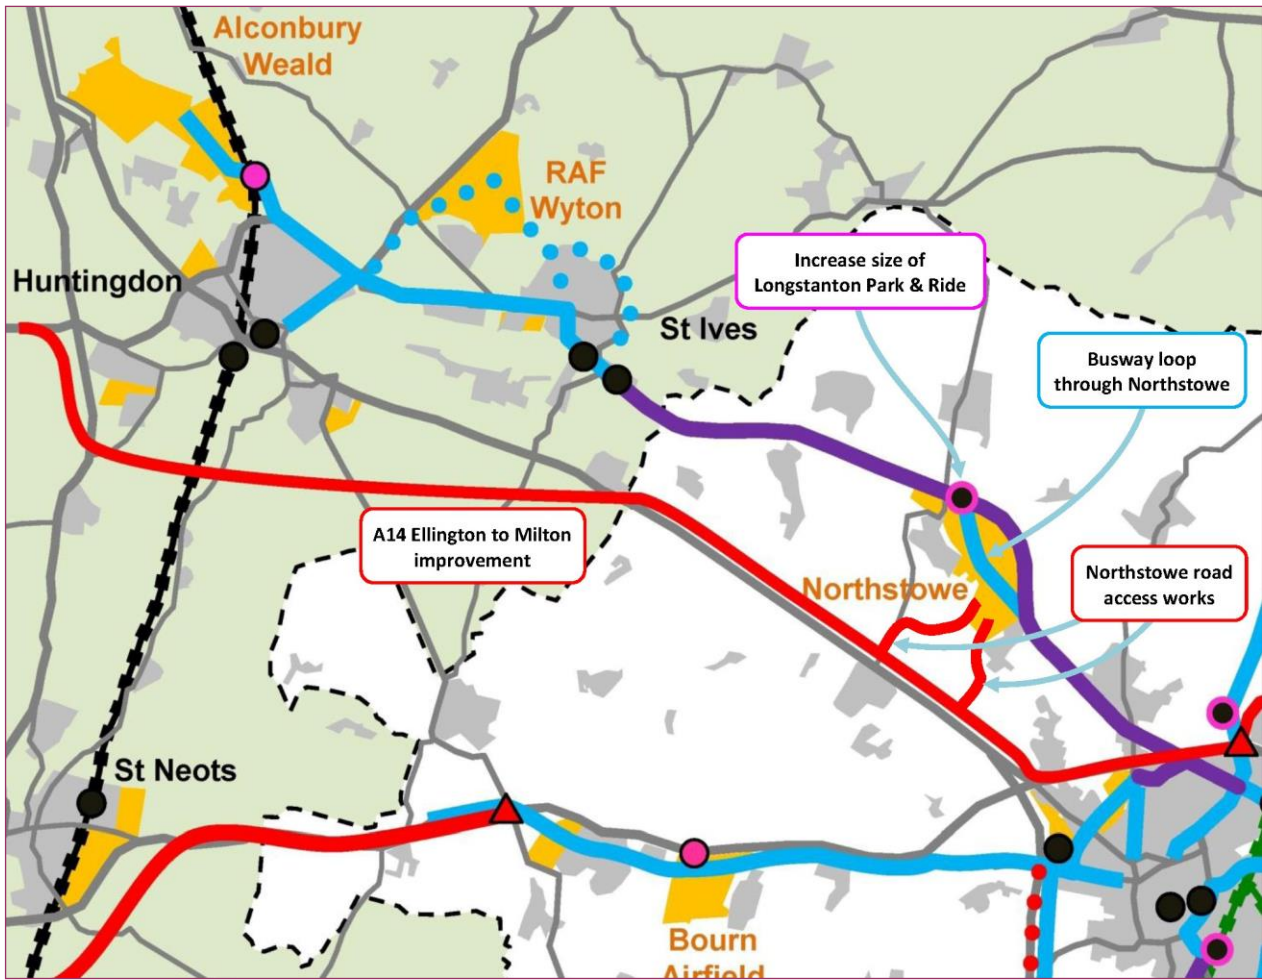 Alconbury
Weald
RAF
Wyton
Huntingdon
Increase size of
Longstanton Park & Ride
St Ives
Busway loop
through Northstowe
A14 Ellington to Milton
improvement
Northstowe
Northstowe road
access works
St Neots
Bourn
Airfield